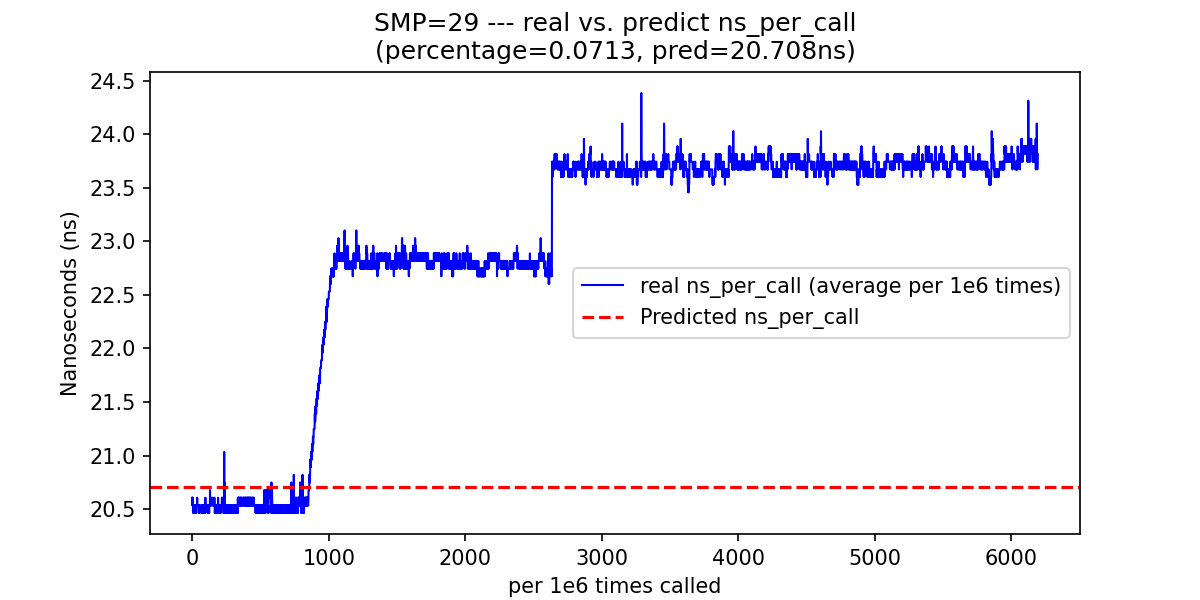 SMP=29 --- real vs. predict ns_per_call
(percentage=0.0713, pred=20.708ns)
24.5
24.0
23.5
23.0
22.5
22.0
21.5
21.0
20.5
Nanoseconds (ns)
real ns_per_call (average per 1e6 times)
Predicted ns_per_call
0
1000
2000
3000
4000
5000
6000
per 1e6 times called